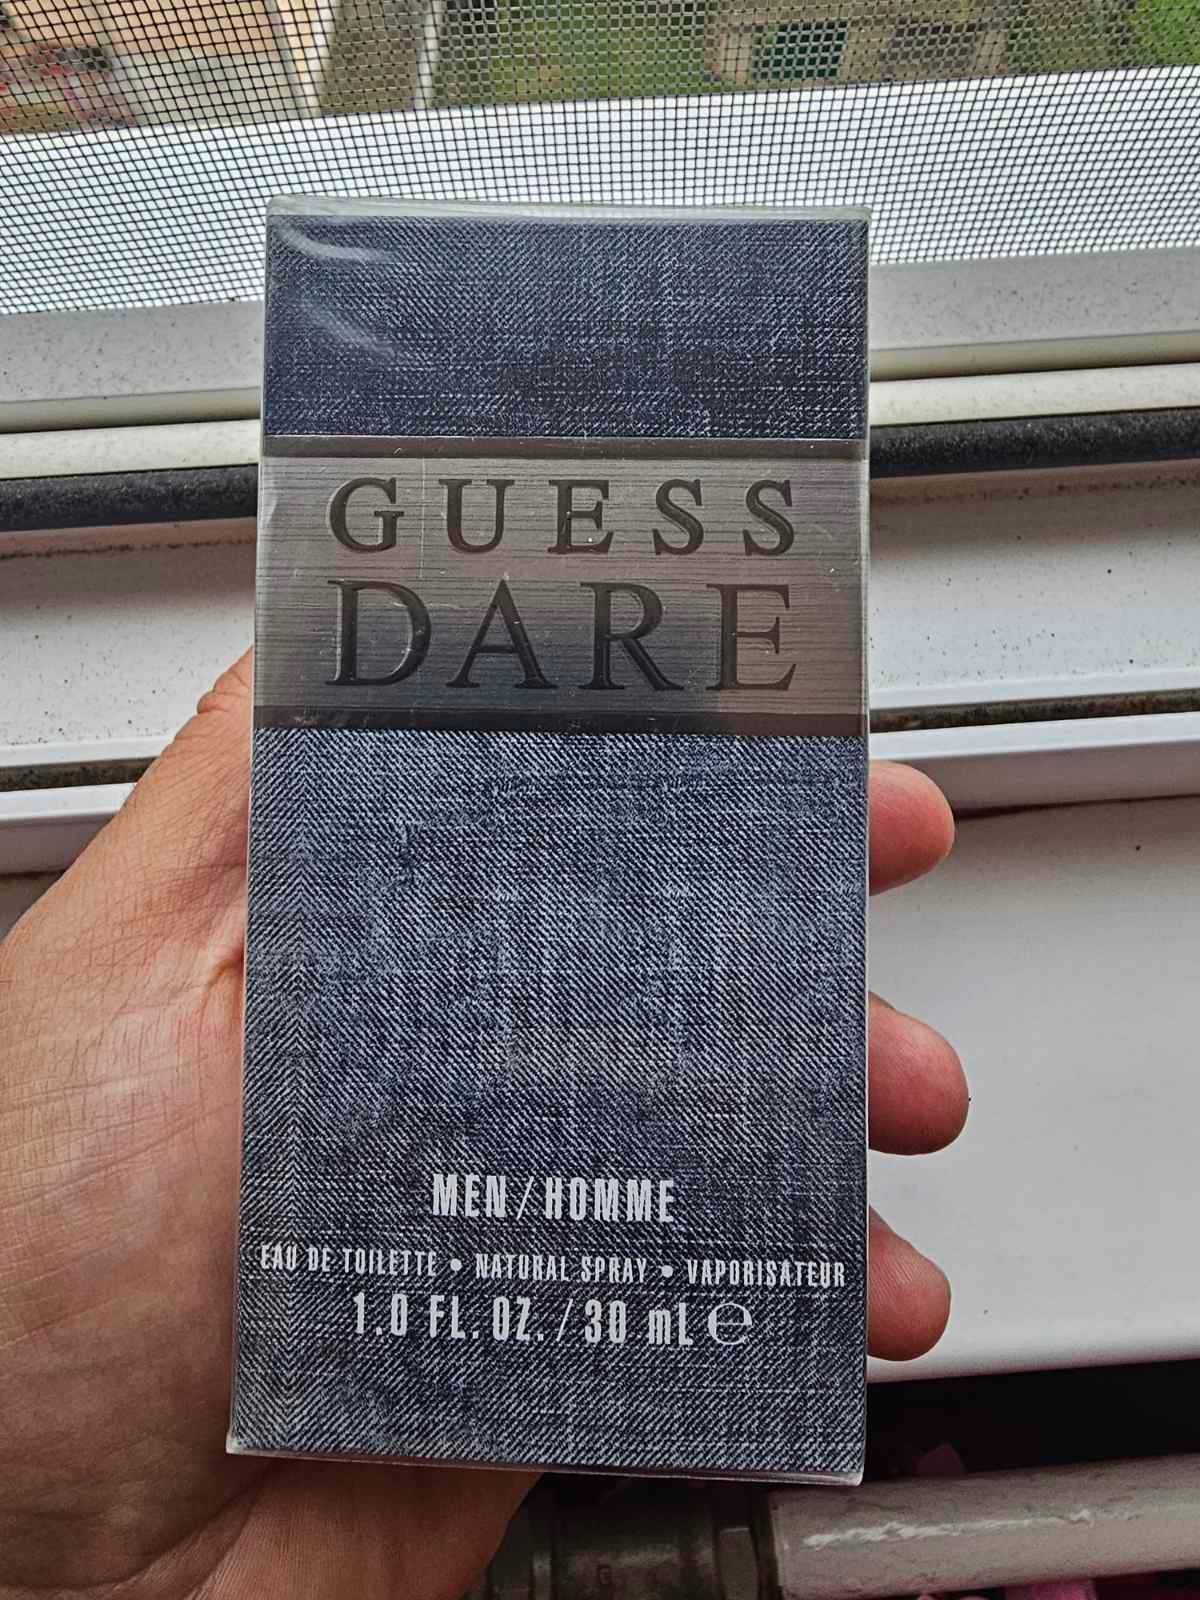 GUESS
DARE
MEN/HOMME
EAU DE TOILETTE • NATURAL SPRAY • VAPORISATEUR
1.0 FL. OZ./30 mL ℮